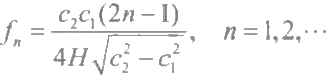 f_n = \frac{c_2 c_1 (2n-1)}{4H\sqrt{c_2^2 - c_1^2}}, \quad n = 1, 2, \cdots